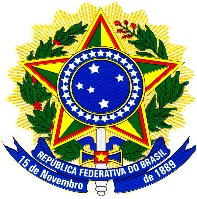 REPÚBLICA FEDERATIVA DO BRASIL
15 de Novembro de 1889